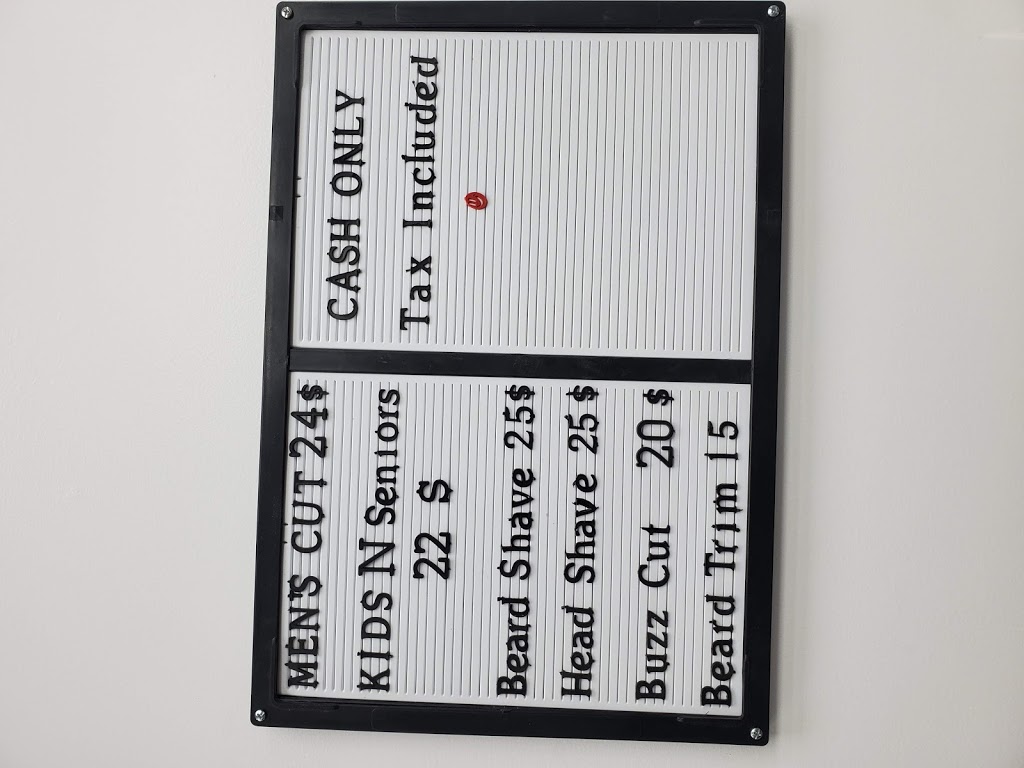 MEN'S CUT 24$
KIDS N Seniors
22 $
Beard Shave 25$
Head Shave 25$
Buzz Cut 20$
Beard Trim 15
CASH ONLY
Tax Included